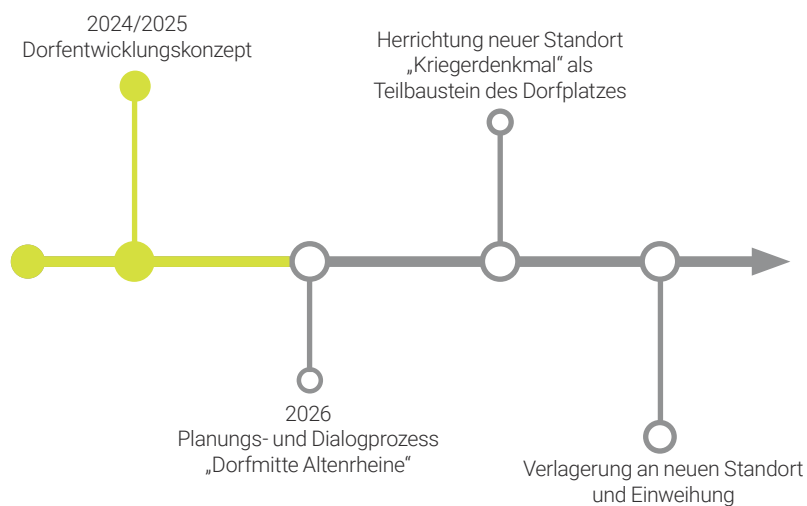 2024/2025
Dorfentwicklungskonzept
Herrichtung neuer Standort
„Kriegerdenkmal“ als
Teilbaustein des Dorfplatzes
2026
Planungs- und Dialogprozess
„Dorfmitte Altenrheine“
Verlagerung an neuen Standort
und Einweihung